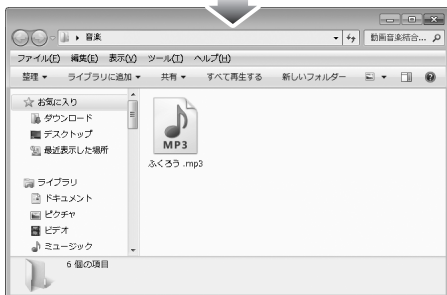 音楽
動画音楽結合...
ファイル(F) 編集(E) 表示(V) ツール(T) ヘルプ(H)
整理 ライブラリに追加 共有 すべて再生する 新しいフォルダー
お気に入り
ダウンロード
デスクトップ
最近表示した場所
MP3
ふくろう.mp3
ライブラリ
ドキュメント
ピクチャ
ビデオ
ミュージック
6 個の項目